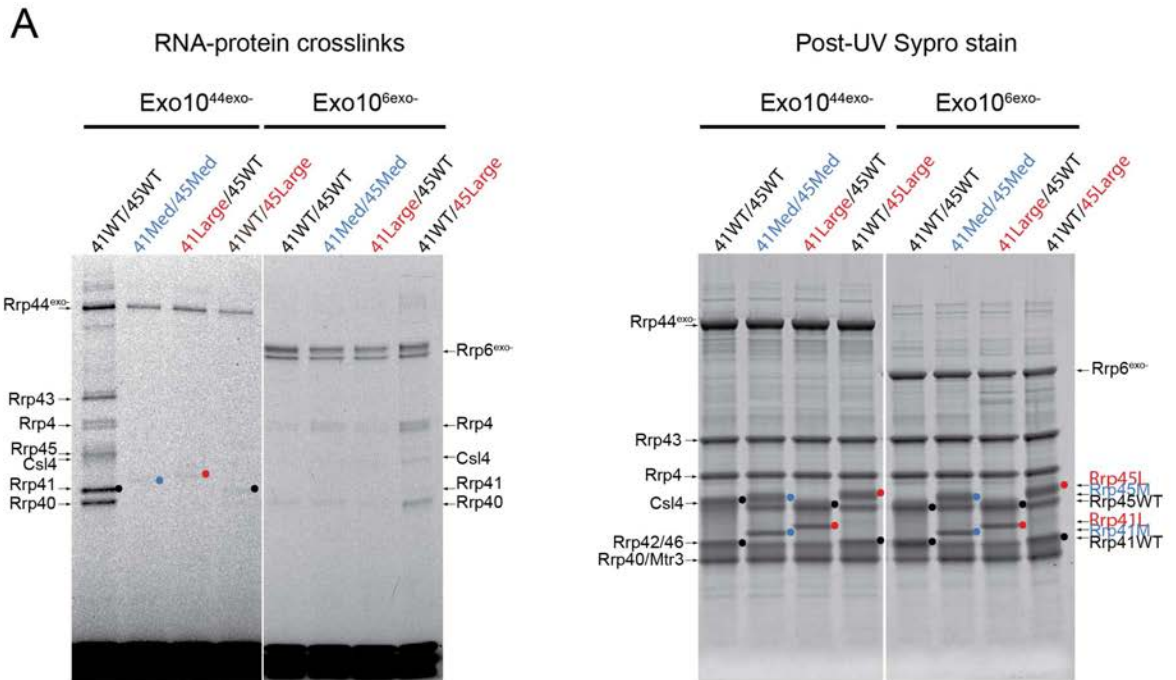 A
RNA-protein crosslinks
Exo10^44exo-
Exo10^6exo-
41WT/45WT
41Med/45Med
41Large/45WT
41WT/45Large
41WT/45WT
41Med/45Med
41Large/45WT
41WT/45Large
Rrp44^exo-
Rrp43
Rrp4
Rrp45
Csl4
Rrp41
Rrp40
Rrp6^exo-
Rrp4
Csl4
Rrp41
Rrp40
Post-UV Sypro stain
Exo10^44exo-
Exo10^6exo-
41WT/45WT
41Med/45Med
41Large/45WT
41WT/45Large
41WT/45WT
41Med/45Med
41Large/45WT
41WT/45Large
Rrp44^exo-
Rrp43
Rrp4
Csl4
Rrp42/46
Rrp40/Mtr3
Rrp6^exo-
Rrp45L
Rrp45M
Rrp45WT
Rrp41L
Rrp41M
Rrp41WT